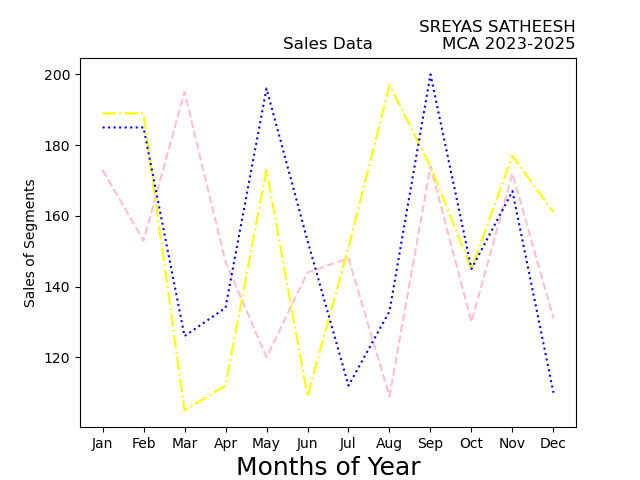 SREYAS SATHEESH
Sales Data MCA 2023-2025
200
180
160
140
120
Sales of Segments
Jan Feb Mar Apr May Jun Jul Aug Sep Oct Nov Dec
Months of Year